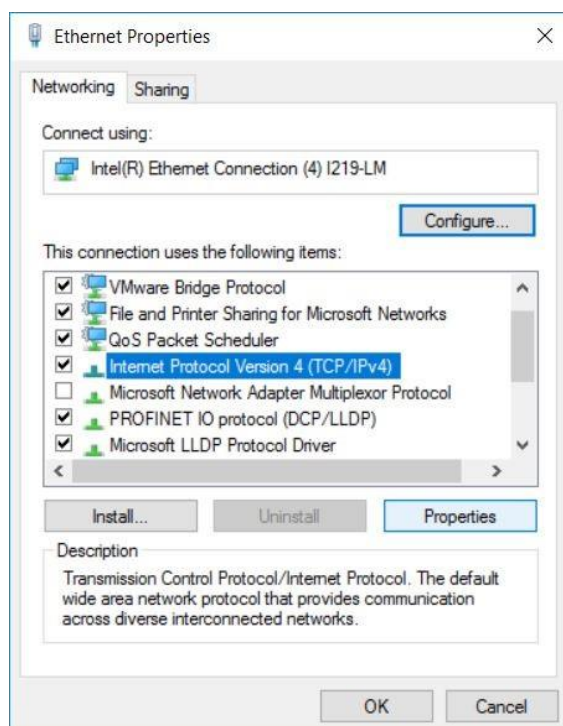 Ethernet Properties
Networking
Sharing
Connect using:
Intel(R) Ethernet Connection (4) I219-LM
Configure...
This connection uses the following items:
VMware Bridge Protocol
File and Printer Sharing for Microsoft Networks
QoS Packet Scheduler
Internet Protocol Version 4 (TCP/IPv4)
Microsoft Network Adapter Multiplexor Protocol
PROFINET IO protocol (DCP/LLDP)
Microsoft LLDP Protocol Driver
Install...
Uninstall
Properties
Description
Transmission Control Protocol/Internet Protocol. The default
wide area network protocol that provides communication
across diverse interconnected networks.
OK
Cancel